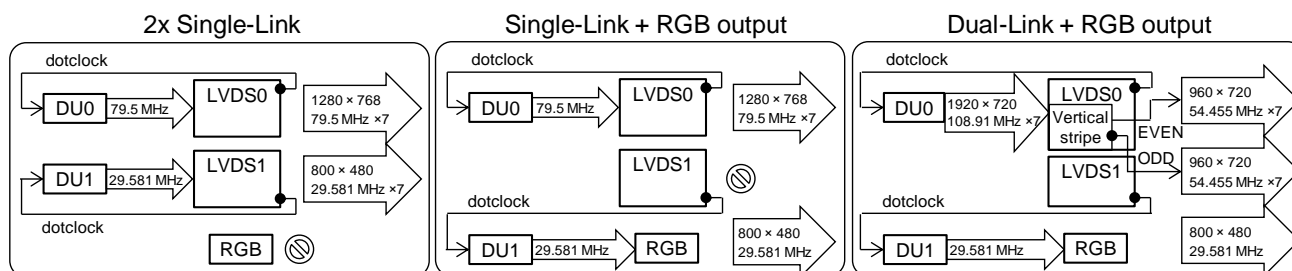 2x Single-Link
dotclock
DU0
79.5 MHz
LVDS0
1280 × 768
79.5 MHz ×7
DU1
29.581 MHz
LVDS1
800 × 480
29.581 MHz ×7
dotclock
RGB
Single-Link + RGB output
dotclock
DU0
79.5 MHz
LVDS0
1280 × 768
79.5 MHz ×7
LVDS1
dotclock
DU1
29.581 MHz
RGB
800 × 480
29.581 MHz
Dual-Link + RGB output
dotclock
DU0
1920 × 720
108.91 MHz ×7
LVDS0
Vertical
stripe
EVEN
960 × 720
54.455 MHz ×7
ODD
960 × 720
54.455 MHz ×7
LVDS1
dotclock
DU1
29.581 MHz
RGB
800 × 480
29.581 MHz